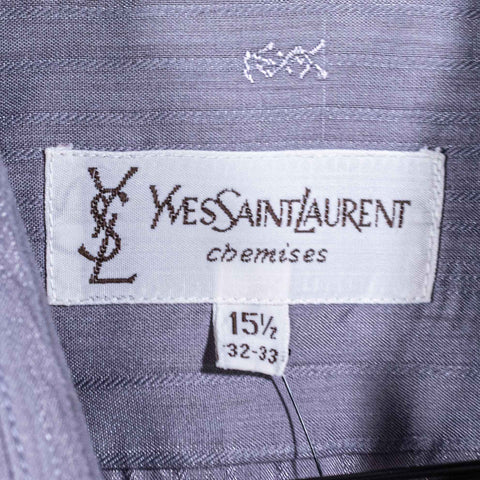 YSL
YVESSAINTLAURENT
chemises
15½
32-33